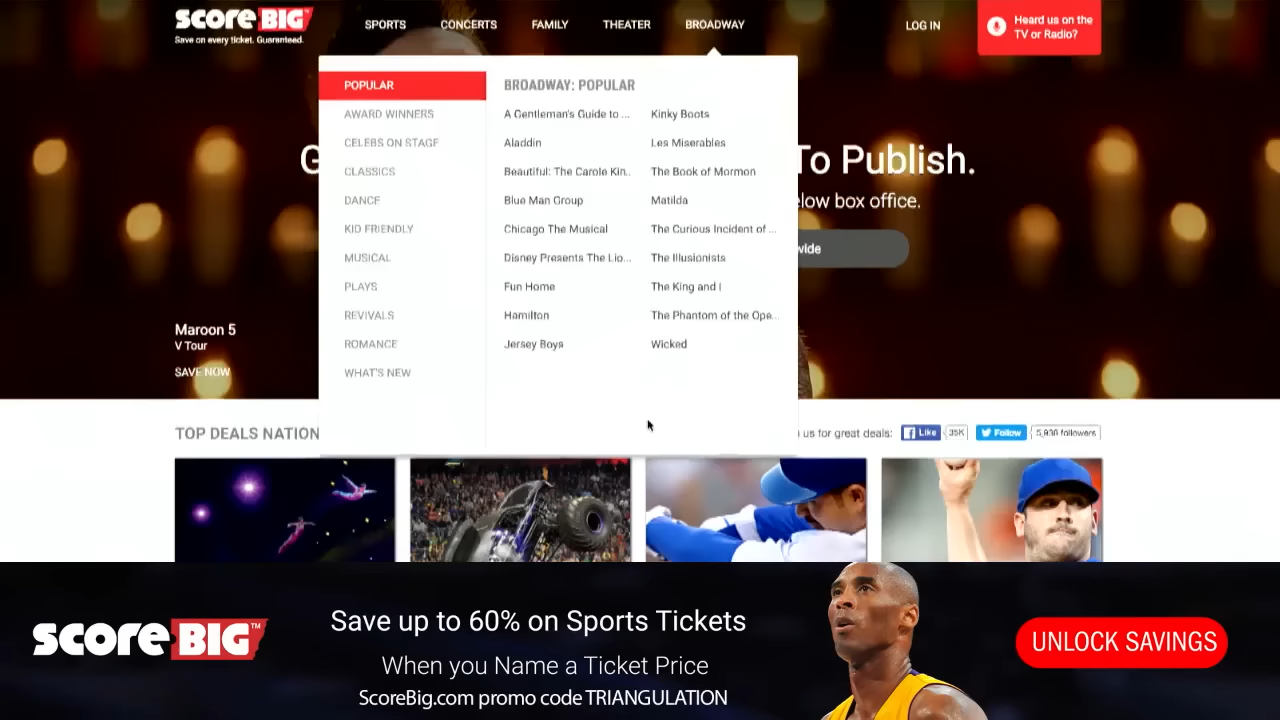 SCORE BIG™
Save on every ticket. Guaranteed.
SPORTS
CONCERTS
FAMILY
THEATER
BROADWAY
LOG IN
Heard us on the
TV or Radio?
POPULAR
AWARD WINNERS
CELEBS ON STAGE
CLASSICS
DANCE
KID FRIENDLY
MUSICAL
PLAYS
REVIVALS
ROMANCE
WHAT'S NEW
BROADWAY: POPULAR
A Gentleman's Guide to ...
Aladdin
Beautiful: The Carole Kin..
Blue Man Group
Chicago The Musical
Disney Presents The Lio...
Fun Home
Hamilton
Jersey Boys
Kinky Boots
Les Miserables
The Book of Mormon
Matilda
The Curious Incident of ...
The Illusionists
The King and I
The Phantom of the Ope...
Wicked
G
To Publish.
elow box office.
wide
Maroon 5
V Tour
SAVE NOW
TOP DEALS NATION
us for great deals:
Like
35K
Follow
followers
SCORE BIG™
Save up to 60% on Sports Tickets
When you Name a Ticket Price
ScoreBig.com promo code TRIANGULATION
UNLOCK SAVINGS